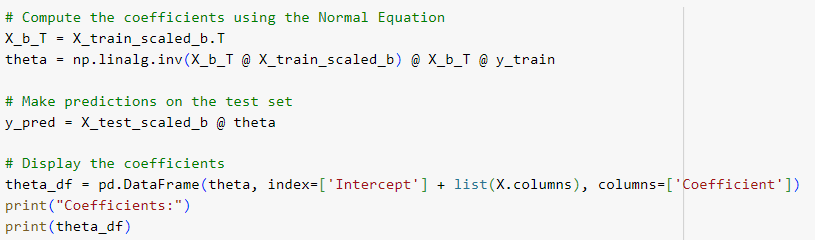 # Compute the coefficients using the Normal Equation
X_b_T = X_train_scaled_b.T
theta = np.linalg.inv(X_b_T @ X_train_scaled_b) @ X_b_T @ y_train
# Make predictions on the test set
y_pred = X_test_scaled_b @ theta
# Display the coefficients
theta_df = pd.DataFrame(theta, index=['Intercept'] + list(X.columns), columns=['Coefficient'])
print("Coefficients:")
print(theta_df)